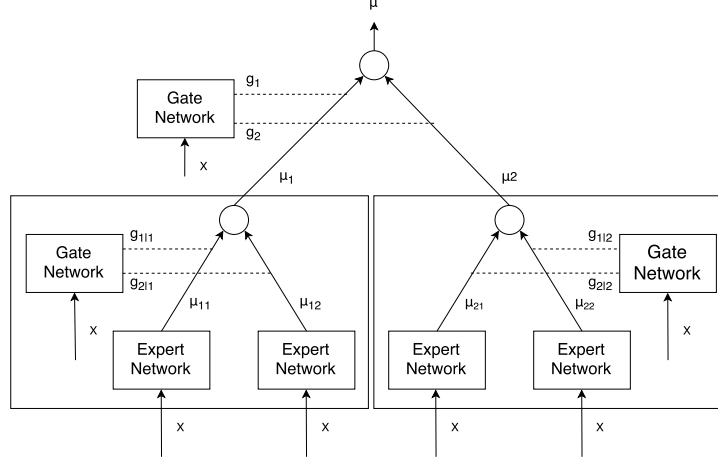 μ
g1
Gate
Network
g2
x
μ1
μ2
g1|1
Gate
Network
g2|1
μ11
μ12
x
Expert
Network
Expert
Network
x
x
g1|2
Gate
Network
g2|2
μ21
μ22
x
Expert
Network
Expert
Network
x
x